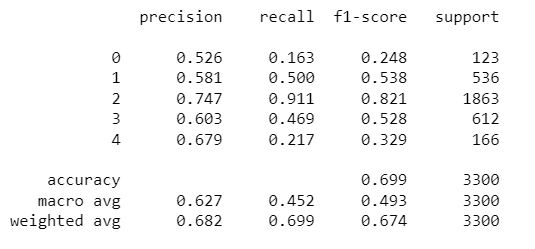 precision recall f1-score support
0 0.526 0.163 0.248 123
1 0.581 0.500 0.538 536
2 0.747 0.911 0.821 1863
3 0.603 0.469 0.528 612
4 0.679 0.217 0.329 166
accuracy 0.699 3300
macro avg 0.627 0.452 0.493 3300
weighted avg 0.682 0.699 0.674 3300